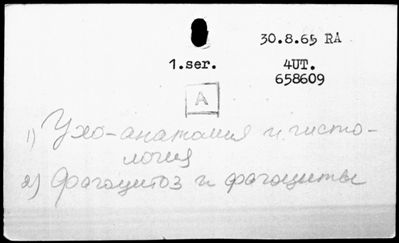 30.8.65 RA
1.ser. 4UT.
658609
A
1) Ухо-анатомия и гисто-
логия
2) Фагоцитоз и фагоциты